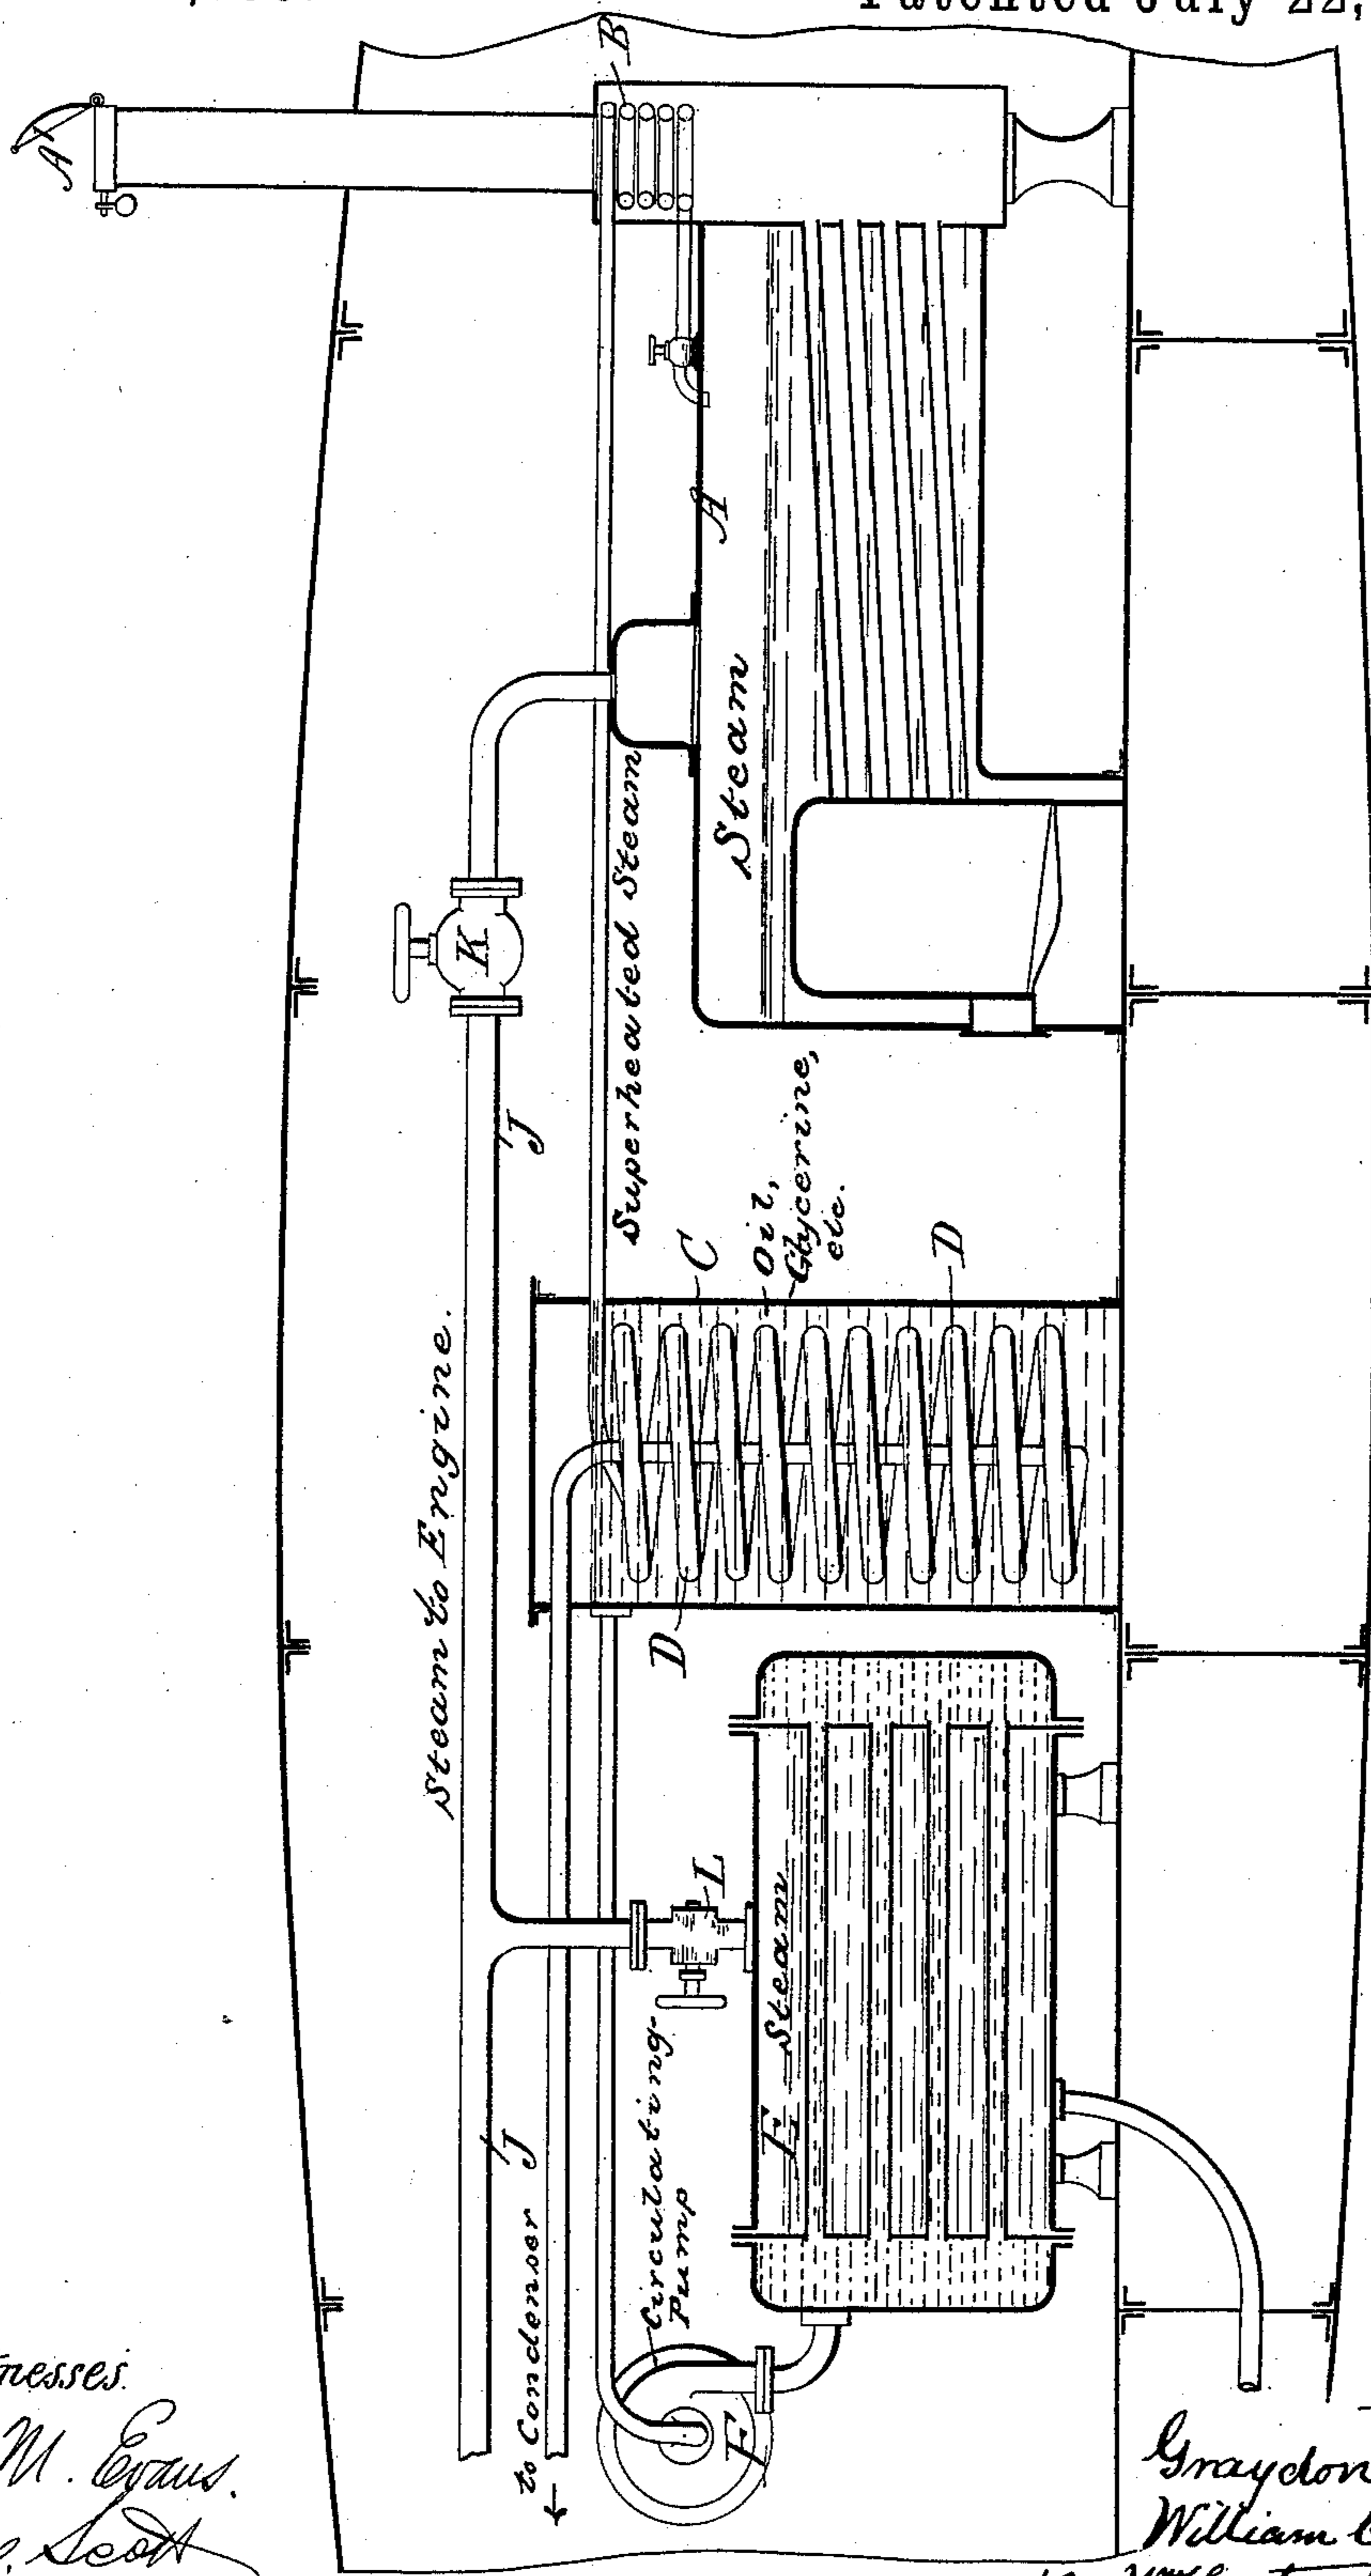 Patented July 22,
B
A^x
A
Steam
Superheated Steam
K
J
Steam to Engine.
C
Oil,
Glycerine,
etc.
D
D
L
E Steam
Circulating-
Pump
J
to Condenser
F
M. Evans.
Scott
Graydon
William